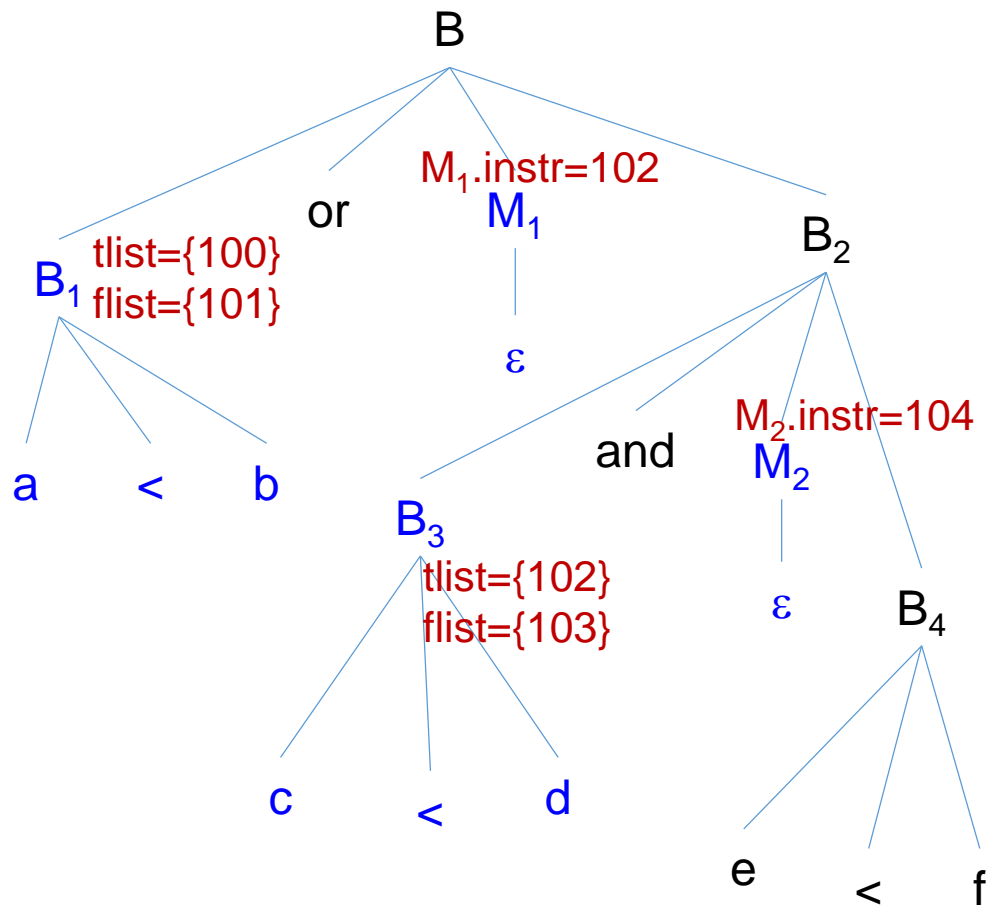 B
M₁.instr=102
or
M₁
B₂
tlist={100}
B₁
flist={101}
ε
M₂.instr=104
and
M₂
a < b
B₃
tlist={102}
flist={103}
ε
B₄
c < d
e < f